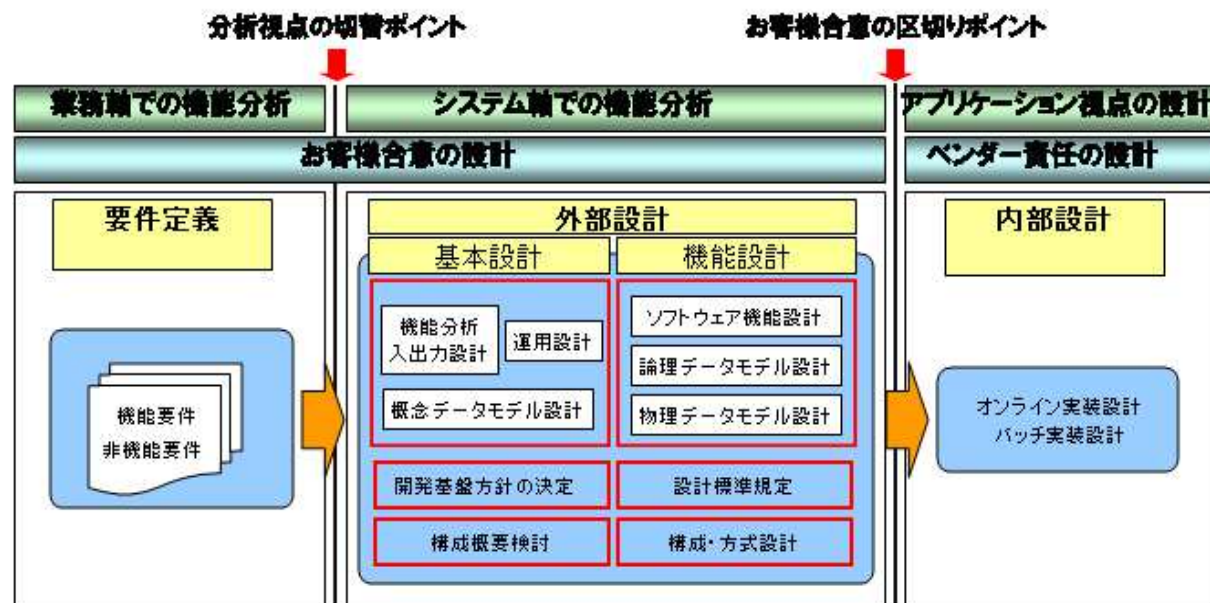 分析視点の切替ポイント
お客様合意の区切りポイント
業務軸での機能分析
システム軸での機能分析
アプリケーション視点の設計
お客様合意の設計
ベンダー責任の設計
要件定義
外部設計
内部設計
基本設計
機能設計
機能分析
入出力設計
運用設計
概念データモデル設計
ソフトウェア機能設計
論理データモデル設計
物理データモデル設計
機能要件
非機能要件
オンライン実装設計
バッチ実装設計
開発基盤方針の決定
設計標準規定
構成概要検討
構成・方式設計